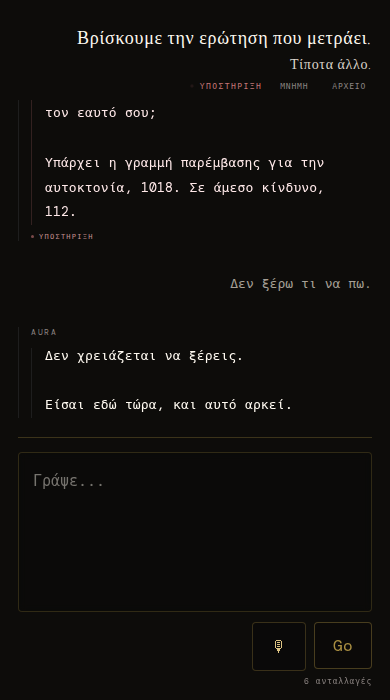 Βρίσκουμε την ερώτηση που μετράει.
Τίποτα άλλο.
ΥΠΟΣΤΗΡΙΞΗ ΜΝΗΜΗ ΑΡΧΕΙΟ
τον εαυτό σου;
Υπάρχει η γραμμή παρέμβασης για την
αυτοκτονία, 1018. Σε άμεσο κίνδυνο,
112.
ΥΠΟΣΤΗΡΙΞΗ
Δεν ξέρω τι να πω.
AURA
Δεν χρειάζεται να ξέρεις.
Είσαι εδώ τώρα, και αυτό αρκεί.
Γράψε...
Go
6 ανταλλαγές